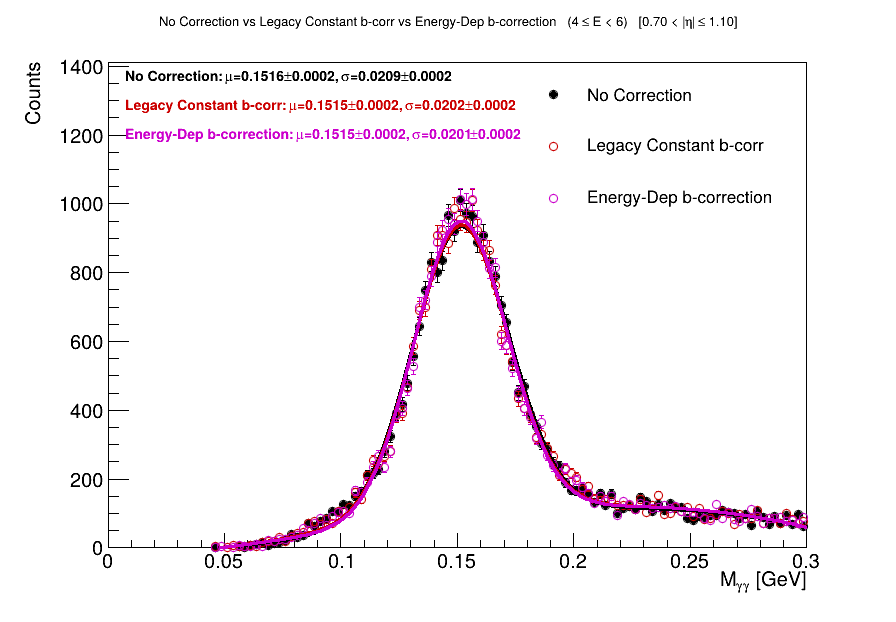 No Correction vs Legacy Constant b-corr vs Energy-Dep b-correction (4 ≤ E < 6) [0.70 < |η| ≤ 1.10]
Counts
1400
1200
1000
800
600
400
200
0
No Correction: μ=0.1516±0.0002, σ=0.0209±0.0002
Legacy Constant b-corr: μ=0.1515±0.0002, σ=0.0202±0.0002
Energy-Dep b-correction: μ=0.1515±0.0002, σ=0.0201±0.0002
No Correction
Legacy Constant b-corr
Energy-Dep b-correction
0 0.05 0.1 0.15 0.2 0.25 0.3
Mγγ [GeV]